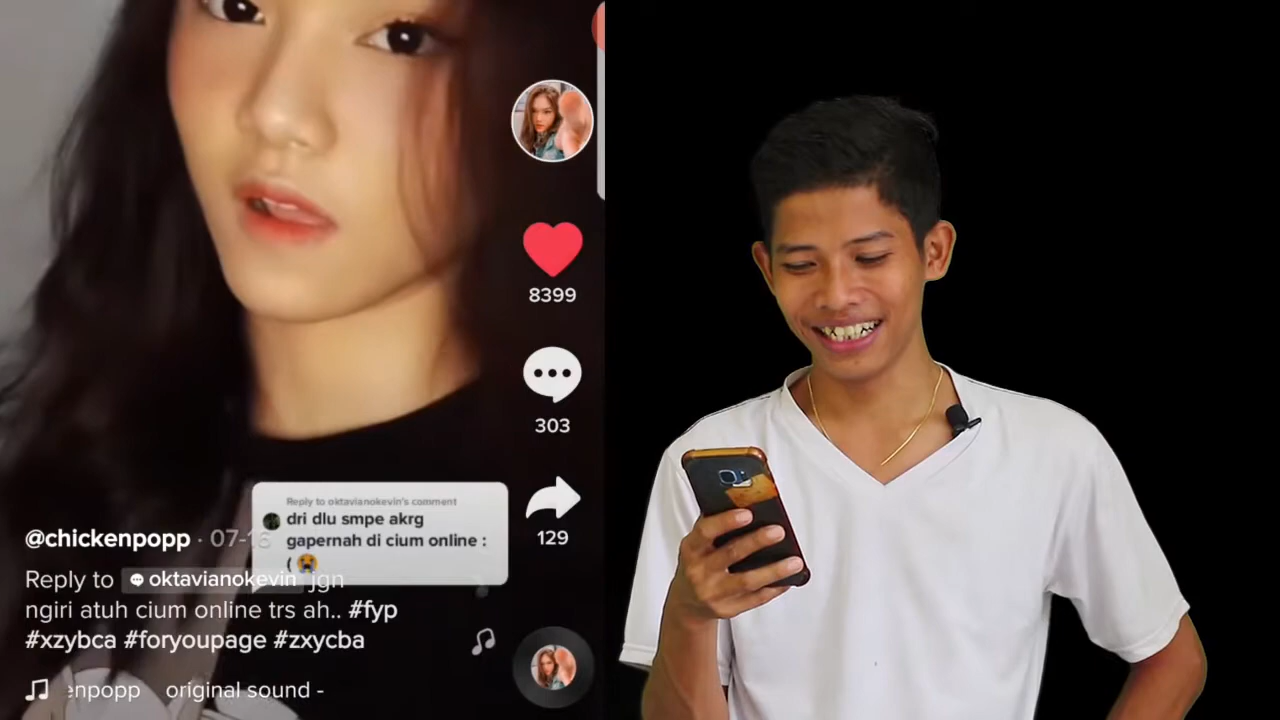 8399
303
129
Reply to oktavianokevin's comment
dri dlu smpe akrg
gapernah di cium online :
( 😭
@chickenpopp · 07-16
Reply to oktavianokevin jgn
ngiri atuh cium online trs ah.. #fyp
#xzybca #foryoupage #zxycba
enpopp original sound -